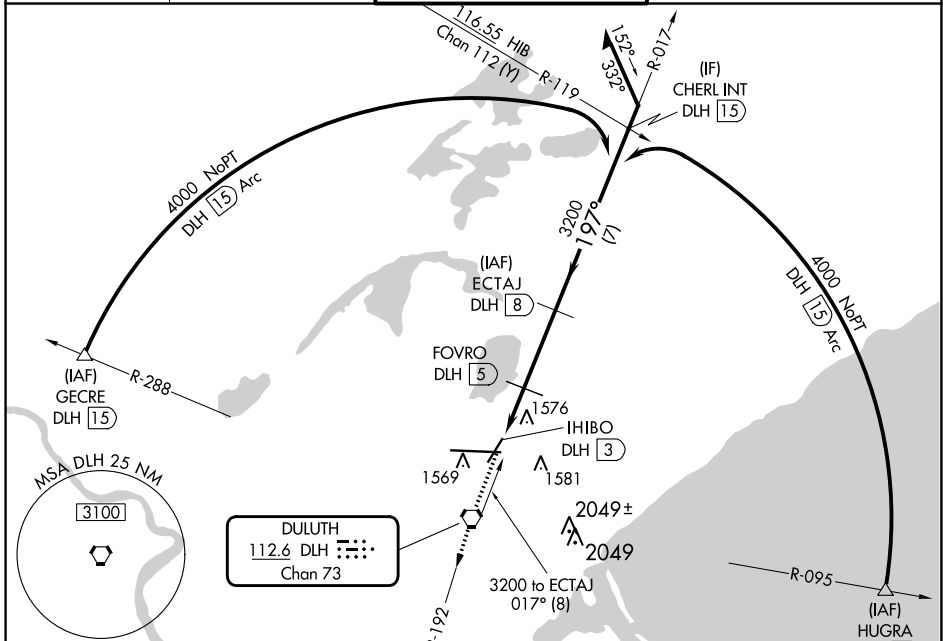 116.55 HIB
Chan 112 (Y)
R-119
152°
332°
R-017
(IF)
CHERL INT
DLH 15
4000 NoPT
DLH 15 Arc
3200
197°
(7)
(IAF)
ECTAJ
DLH 8
4000 NoPT
DLH 15 Arc
FOVRO
DLH 5
(IAF)
GECRE
DLH 15
R-288
1576
IHIBO
DLH 3
1569
1581
MSA DLH 25 NM
3100
2049±
2049
DULUTH
112.6 DLH
Chan 73
3200 to ECTAJ
017° (8)
R-095
(IAF)
HUGRA
-192